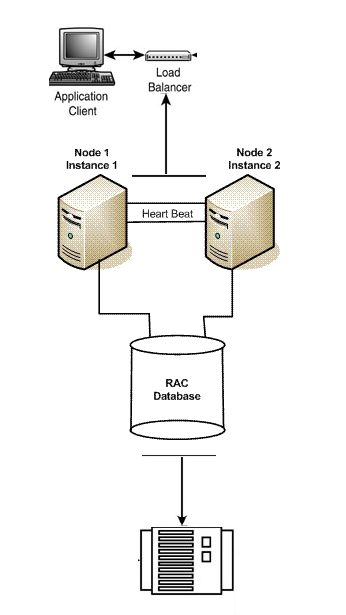 Application
Client
Load
Balancer
Node 1
Instance 1
Node 2
Instance 2
Heart Beat
RAC
Database